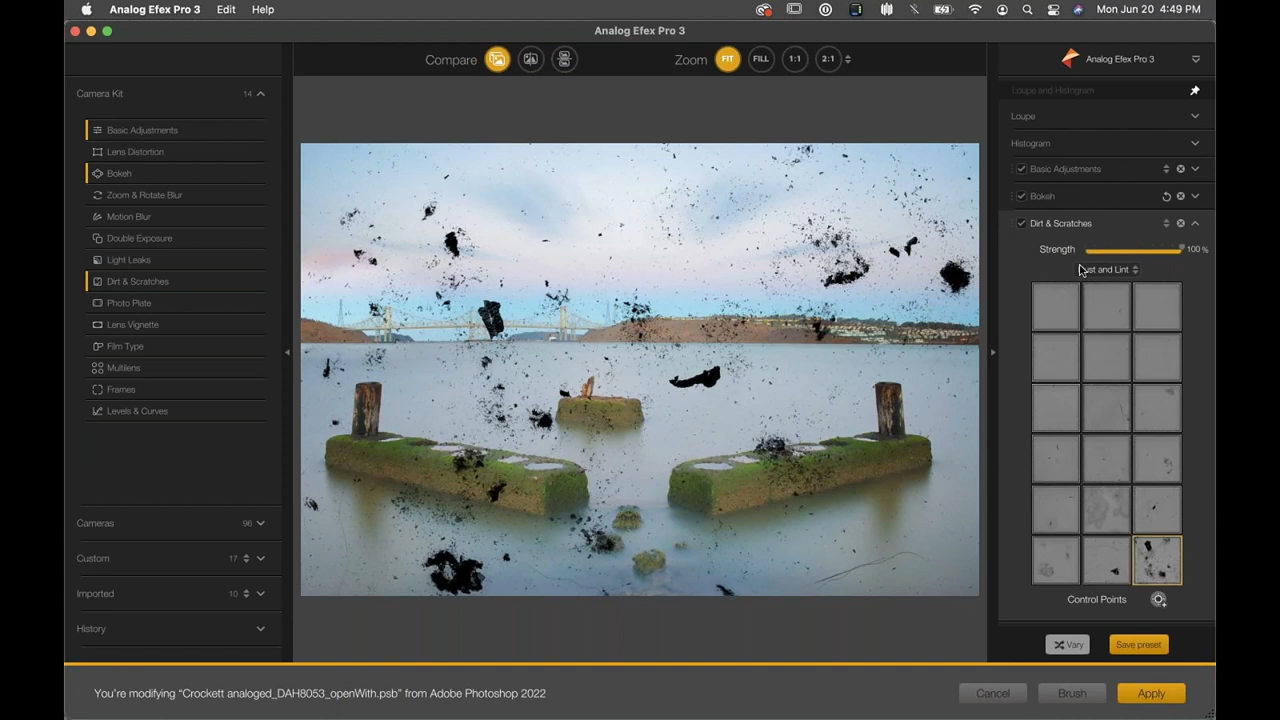 Analog Efex Pro 3 Edit Help Mon Jun 20 4:49 PM
Analog Efex Pro 3
Compare Zoom FIT FILL 1:1 2:1 Analog Efex Pro 3
Camera Kit 14
Basic Adjustments
Lens Distortion
Bokeh
Zoom & Rotate Blur
Motion Blur
Double Exposure
Light Leaks
Dirt & Scratches
Photo Plate
Lens Vignette
Film Type
Multilens
Frames
Levels & Curves
Cameras 96
Custom 17
Imported 10
History
Loupe and Histogram
Loupe
Histogram
Basic Adjustments
Bokeh
Dirt & Scratches
Strength 100 %
and Lint
Control Points
Vary Save preset
You're modifying "Crockett analoged_DAH8053_openWith.psb" from Adobe Photoshop 2022
Cancel Brush Apply